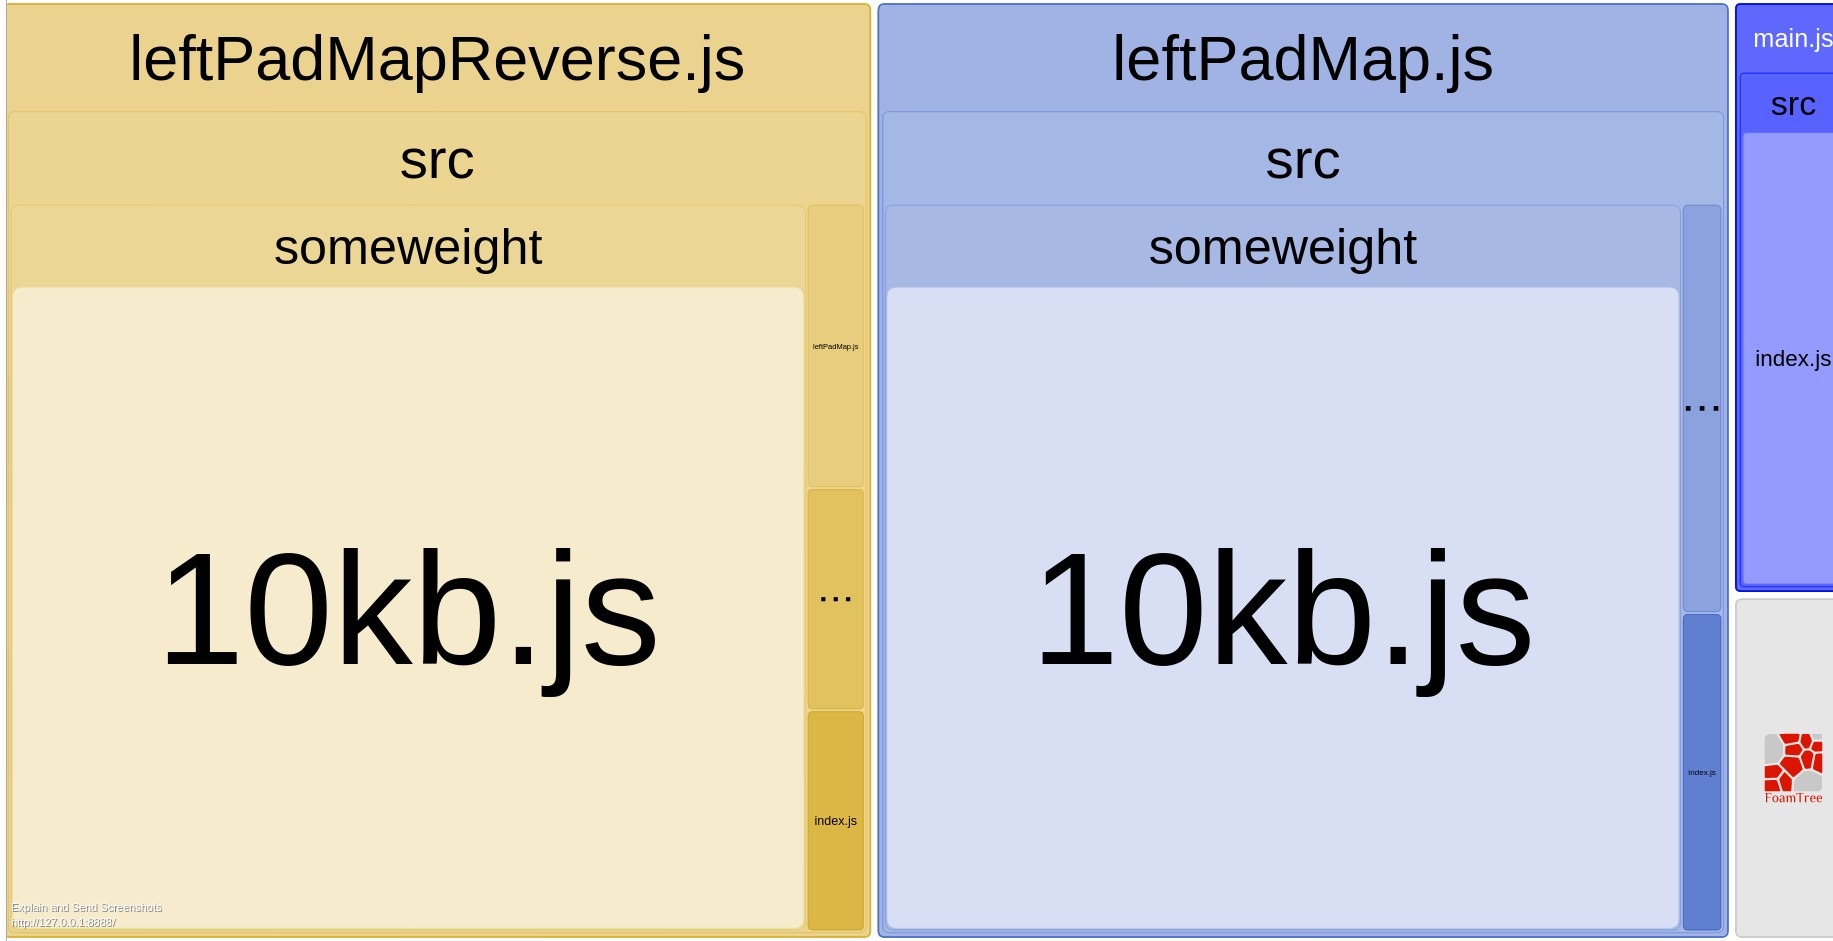 leftPadMapReverse.js
src
someweight
10kb.js
leftPadMap.js
...
index.js
leftPadMap.js
src
someweight
10kb.js
...
index.js
main.js
src
index.js
FoamTree
Explain and Send Screenshots
http://127.0.0.1:8888/